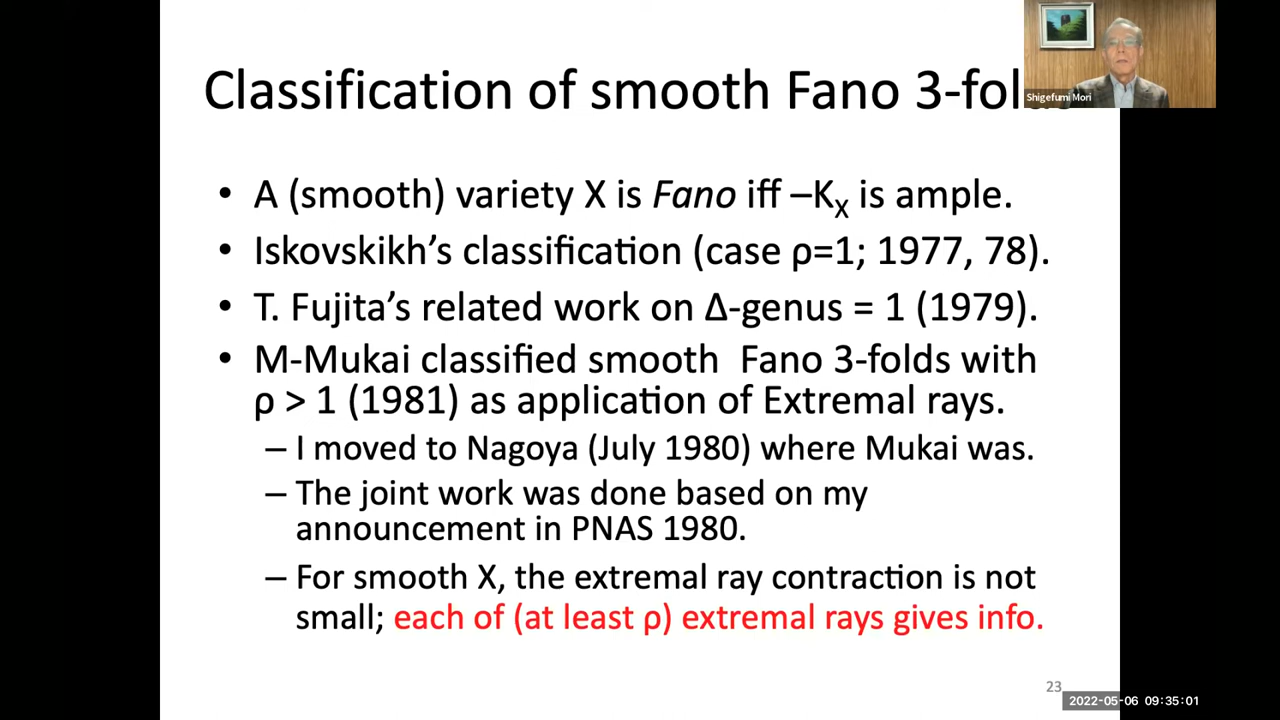 Classification of smooth Fano 3-fol
Shigefumi Mori
• A (smooth) variety X is Fano iff –K_X is ample.
• Iskovskikh’s classification (case ρ=1; 1977, 78).
• T. Fujita’s related work on Δ-genus = 1 (1979).
• M-Mukai classified smooth Fano 3-folds with
ρ > 1 (1981) as application of Extremal rays.
– I moved to Nagoya (July 1980) where Mukai was.
– The joint work was done based on my
announcement in PNAS 1980.
– For smooth X, the extremal ray contraction is not
small; each of (at least ρ) extremal rays gives info.
23
2022-05-06 09:35:01